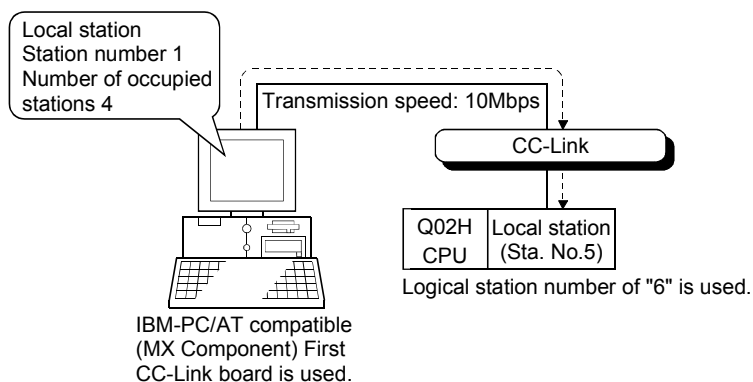 Local station
Station number 1
Number of occupied
stations 4
Transmission speed: 10Mbps
CC-Link
Q02H
CPU
Local station
(Sta. No.5)
Logical station number of "6" is used.
IBM-PC/AT compatible
(MX Component) First
CC-Link board is used.